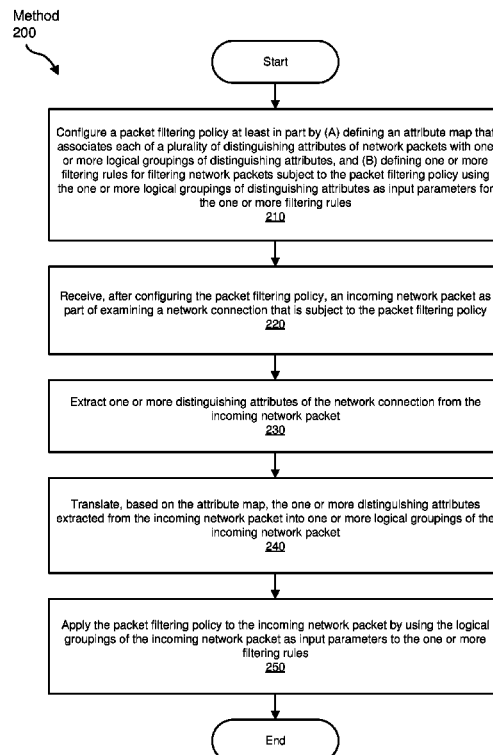 Method
200
Start
Configure a packet filtering policy at least in part by (A) defining an attribute map that
associates each of a plurality of distinguishing attributes of network packets with one
or more logical groupings of distinguishing attributes, and (B) defining one or more
filtering rules for filtering network packets subject to the packet filtering policy using
the one or more logical groupings of distinguishing attributes as input parameters for
the one or more filtering rules
210
Receive, after configuring the packet filtering policy, an incoming network packet as
part of examining a network connection that is subject to the packet filtering policy
220
Extract one or more distinguishing attributes of the network connection from the
incoming network packet
230
Translate, based on the attribute map, the one or more distinguishing attributes
extracted from the incoming network packet into one or more logical groupings of the
incoming network packet
240
Apply the packet filtering policy to the incoming network packet by using the logical
groupings of the incoming network packet as input parameters to the one or more
filtering rules
250
End